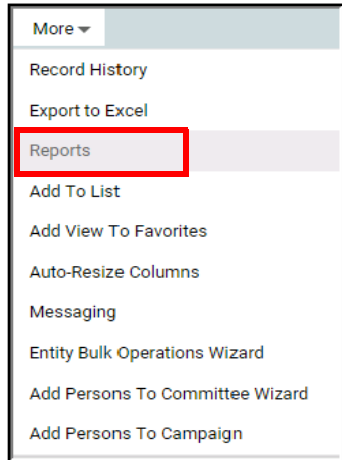 More
Record History
Export to Excel
Reports
Add To List
Add View To Favorites
Auto-Resize Columns
Messaging
Entity Bulk Operations Wizard
Add Persons To Committee Wizard
Add Persons To Campaign